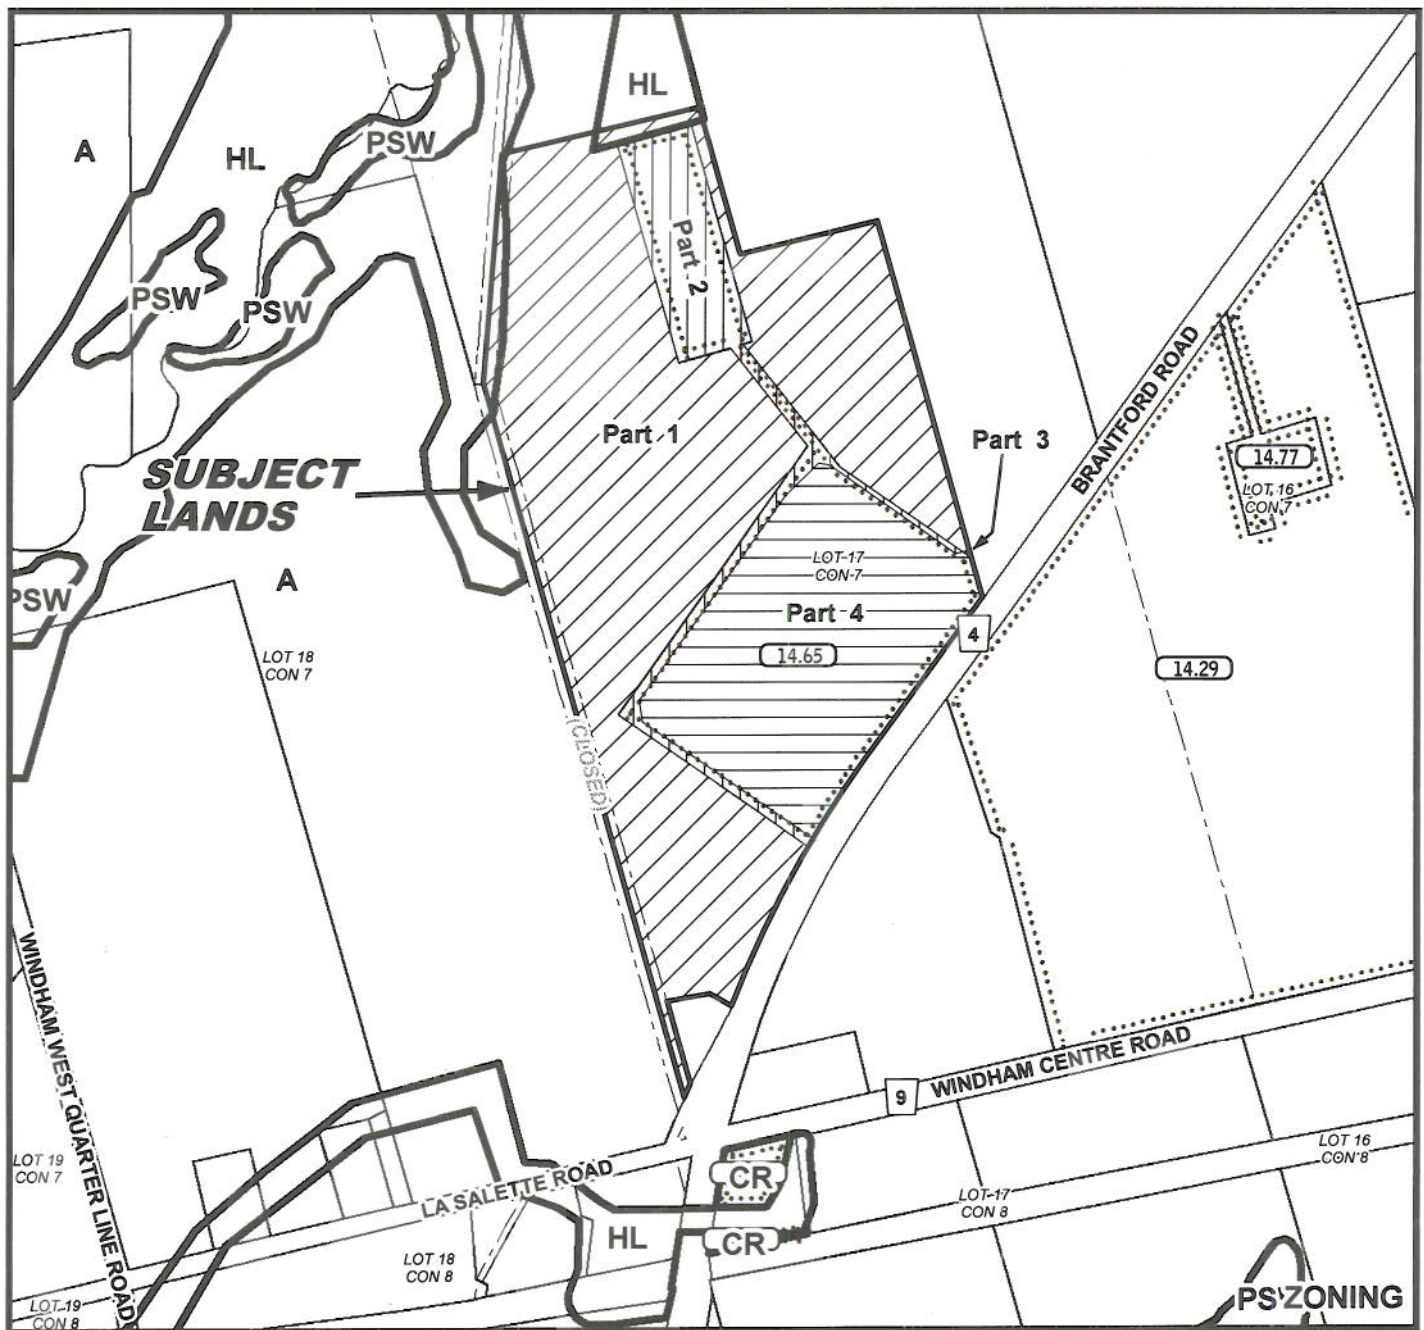 HL
A
HL
PSW
PSW
PSW
Part 2
Part 1
Part 3
BRANTFORD ROAD
14.77
LOT 16
CON 7
SUBJECT
LANDS
LOT 17
CON 7
Part 4
14.65
4
14.29
PSW
A
LOT 18
CON 7
(CLOSED)
WINDHAM WEST QUARTER LINE ROAD
9
WINDHAM CENTRE ROAD
LOT 19
CON 7
LA SALETTE ROAD
CR
LOT 16
CON 8
LOT 17
CON 8
HL
CR
LOT 18
CON 8
LOT 19
CON 8
PS ZONING